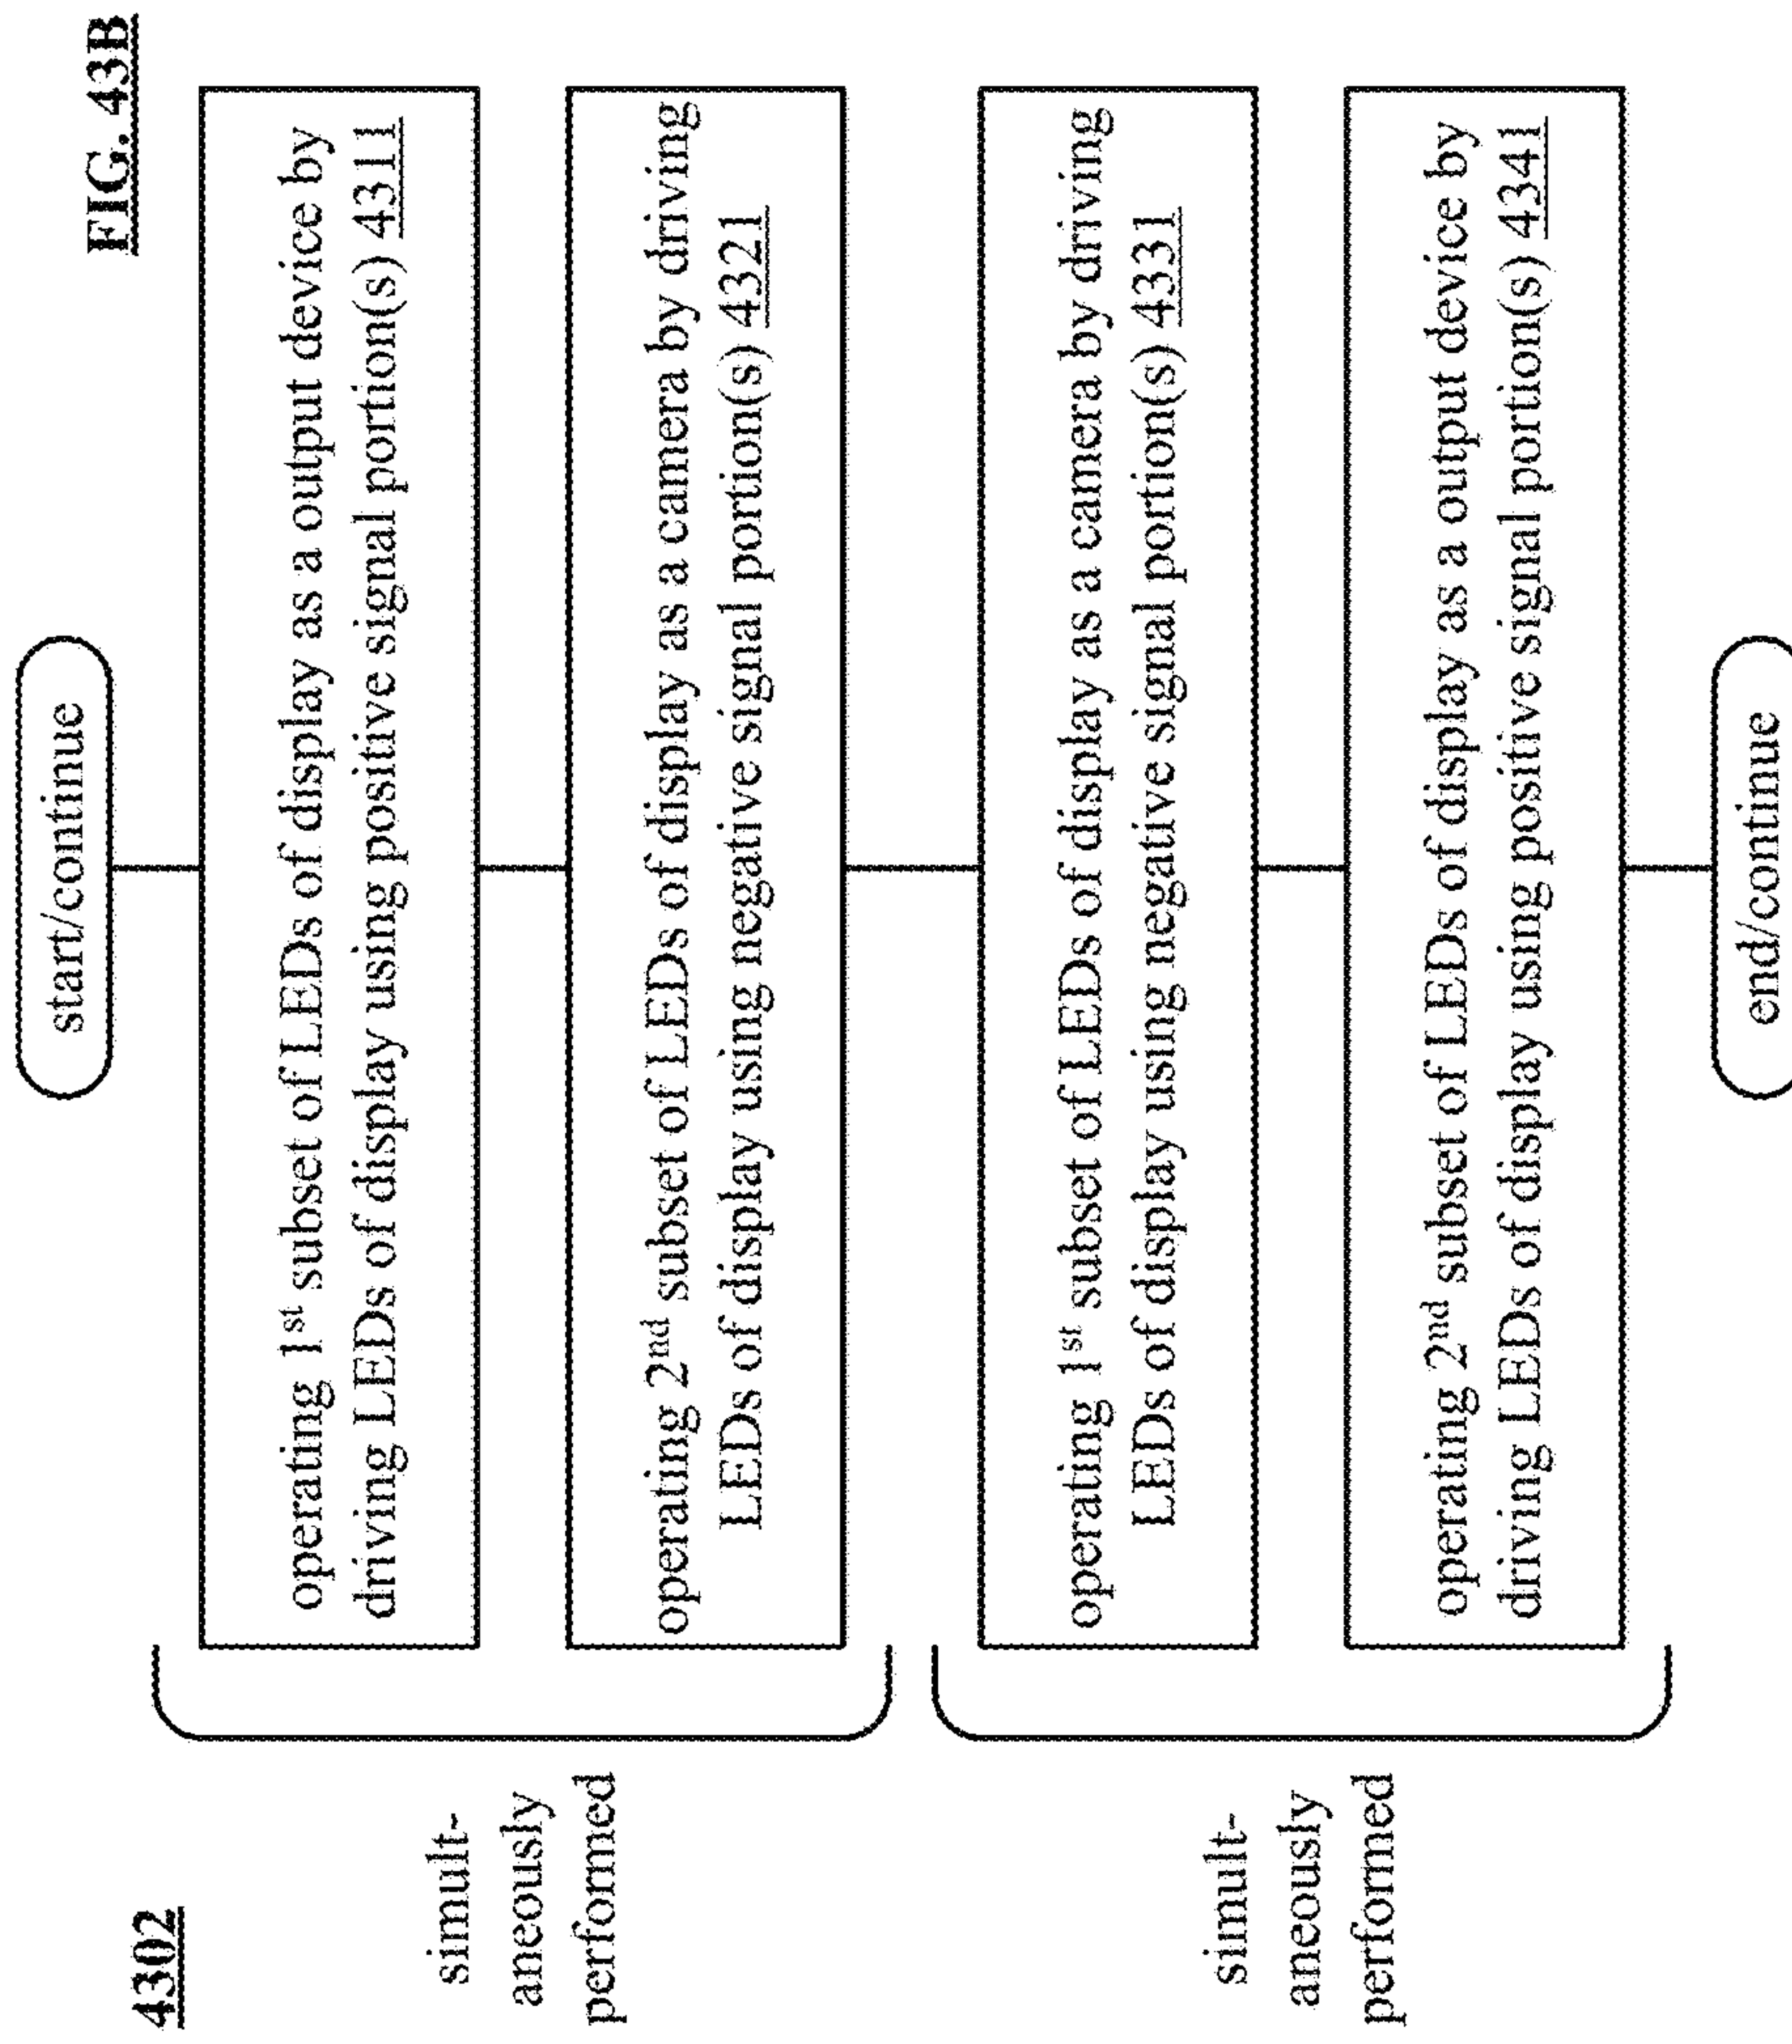 4302
FIG. 43B
start/continue
simult-
aneously
perfomed
operating 1st subset of LEDs of display as a output device by
driving LEDs of display using positive signal portion(s) 4311
operating 2nd subset of LEDs of display as a camera by driving
LEDs of display using negative signal portion(s) 4321
simult-
aneously
perfomed
operating 1st subset of LEDs of display as a camera by driving
LEDs of display using negative signal portion(s) 4331
operating 2nd subset of LEDs of display as a output device by
driving LEDs of display using positive signal portion(s) 4341
end/continue